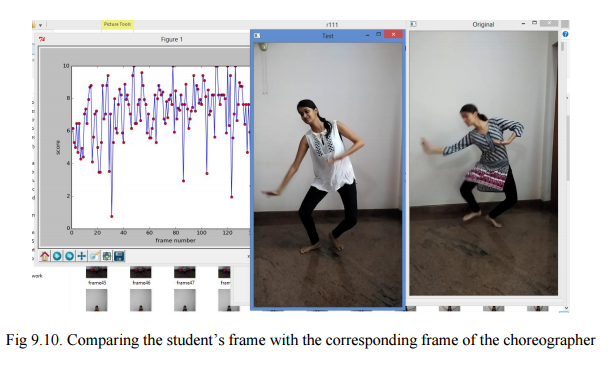 Picture Tools
r111
Original
Figure 1
Test
10
8
6
4
2
0
score
0 20 40 60 80 100 120
frame number
work
frame45 frame46 frame47
Fig 9.10. Comparing the student’s frame with the corresponding frame of the choreographer